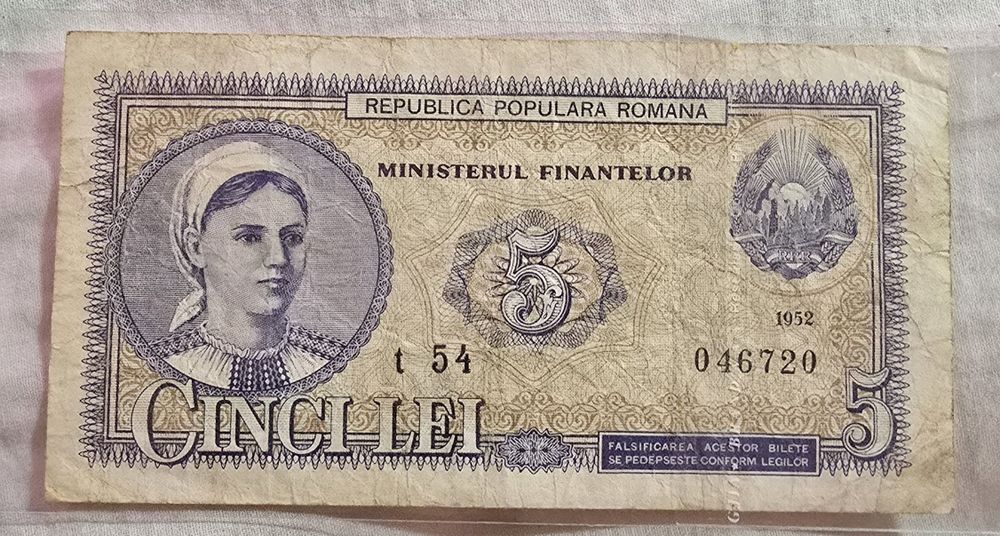 REPUBLICA POPULARA ROMANA
MINISTERUL FINANTELOR
5
RPR
1952
t 54
046720
CINCI LEI
5
FALSIFICAREA ACESTOR BILETE
SE PEDEPSESTE CONFORM LEGILOR